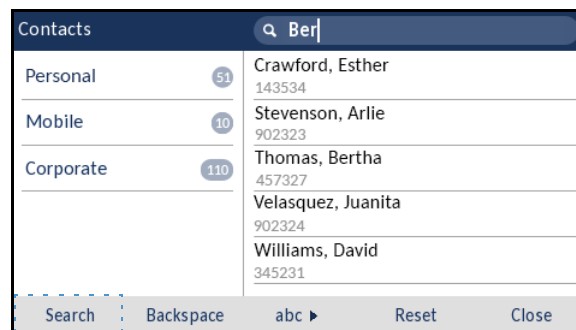 Contacts
Ber
Personal
51
Mobile
10
Corporate
110
Crawford, Esther
143534
Stevenson, Arlie
902323
Thomas, Bertha
457327
Velasquez, Juanita
902324
Williams, David
345231
Search Backspace abc Reset Close